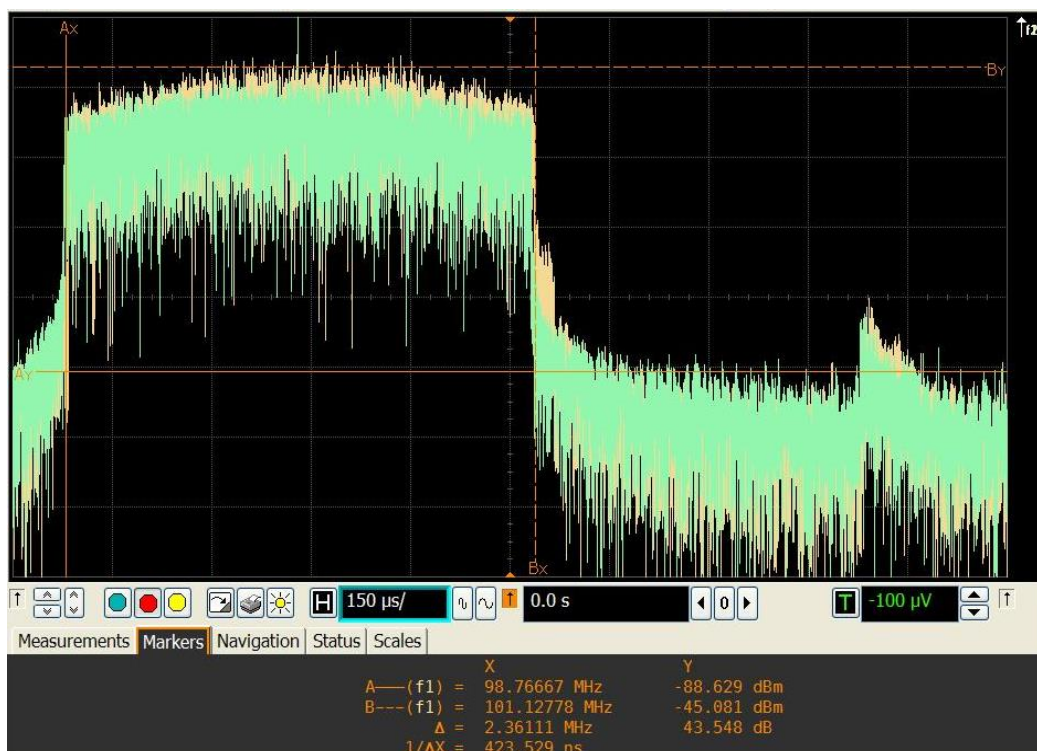 Ax
f2
BY
AY
Bx
H 150 µs/ 0.0 s 0 T -100 µV
Measurements Markers Navigation Status Scales
X Y
A——(f1) = 98.76667 MHz -88.629 dBm
B---(f1) = 101.12778 MHz -45.081 dBm
Δ = 2.36111 MHz 43.548 dB
1/ΔX = 423.529 ns